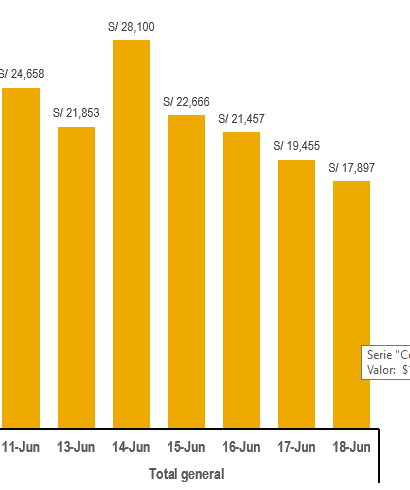 S/ 28,100
S/ 24,658
S/ 21,853
S/ 22,666
S/ 21,457
S/ 19,455
S/ 17,897
Serie
Valor:
11-Jun 13-Jun 14-Jun 15-Jun 16-Jun 17-Jun 18-Jun
Total general